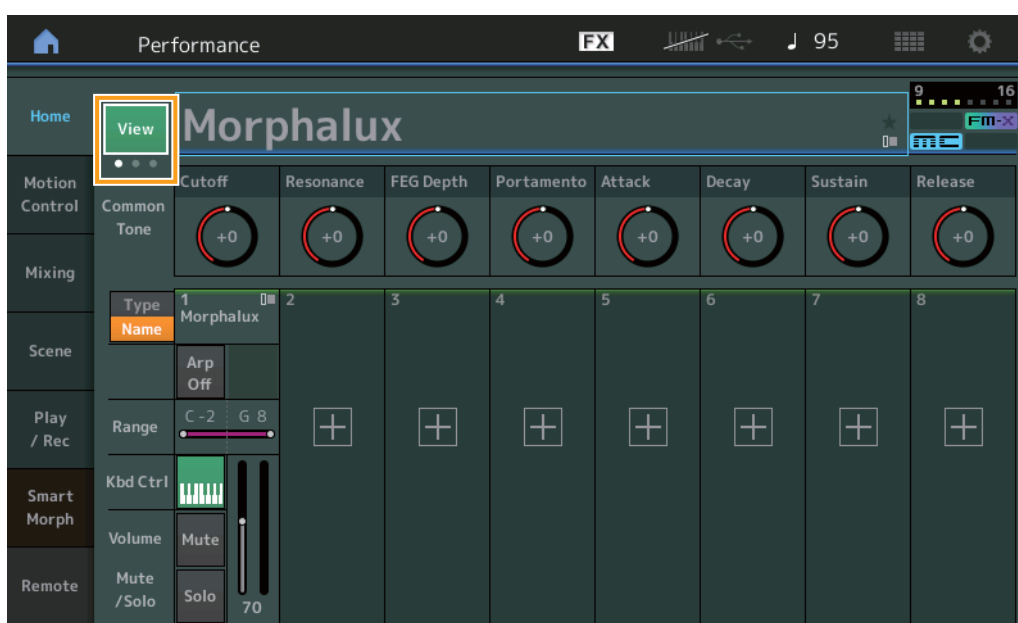 Performance
FX
95
Home
View
Morphalux
9 16
FM-X
MC
Motion
Control
Common
Tone
Cutoff
Resonance
FEG Depth
Portamento
Attack
Decay
Sustain
Release
+0
+0
+0
+0
+0
+0
+0
+0
Mixing
Type
Name
1
Morphalux
2
3
4
5
6
7
8
Scene
Arp
Off
Play
/ Rec
Range
C -2
G 8
Smart
Morph
Kbd Ctrl
Volume
Mute
Remote
Mute
/Solo
Solo
70